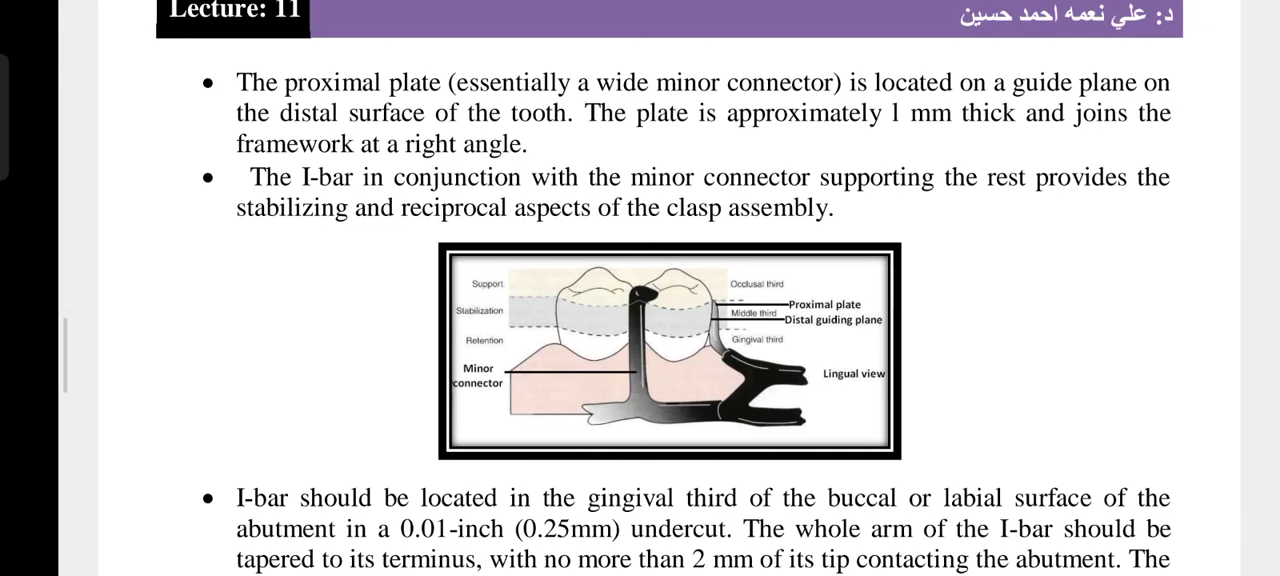 Lecture: 11
د: علي نعمه احمد حسين
• The proximal plate (essentially a wide minor connector) is located on a guide plane on
the distal surface of the tooth. The plate is approximately l mm thick and joins the
framework at a right angle.
• The I-bar in conjunction with the minor connector supporting the rest provides the
stabilizing and reciprocal aspects of the clasp assembly.
Support
Occlusal third
Proximal plate
Stabilization
Middle third
Distal guiding plane
Retention
Gingival third
Minor
connector
Lingual view
• I-bar should be located in the gingival third of the buccal or labial surface of the
abutment in a 0.01-inch (0.25mm) undercut. The whole arm of the I-bar should be
tapered to its terminus, with no more than 2 mm of its tip contacting the abutment. The